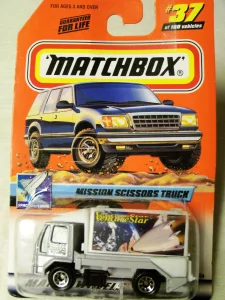 FOR AGES 3 AND OVER
GUARANTEED
FOR LIFE
#37
of 100 vehicles
MATCHBOX
®
MISSION SCISSORS TRUCK
Star